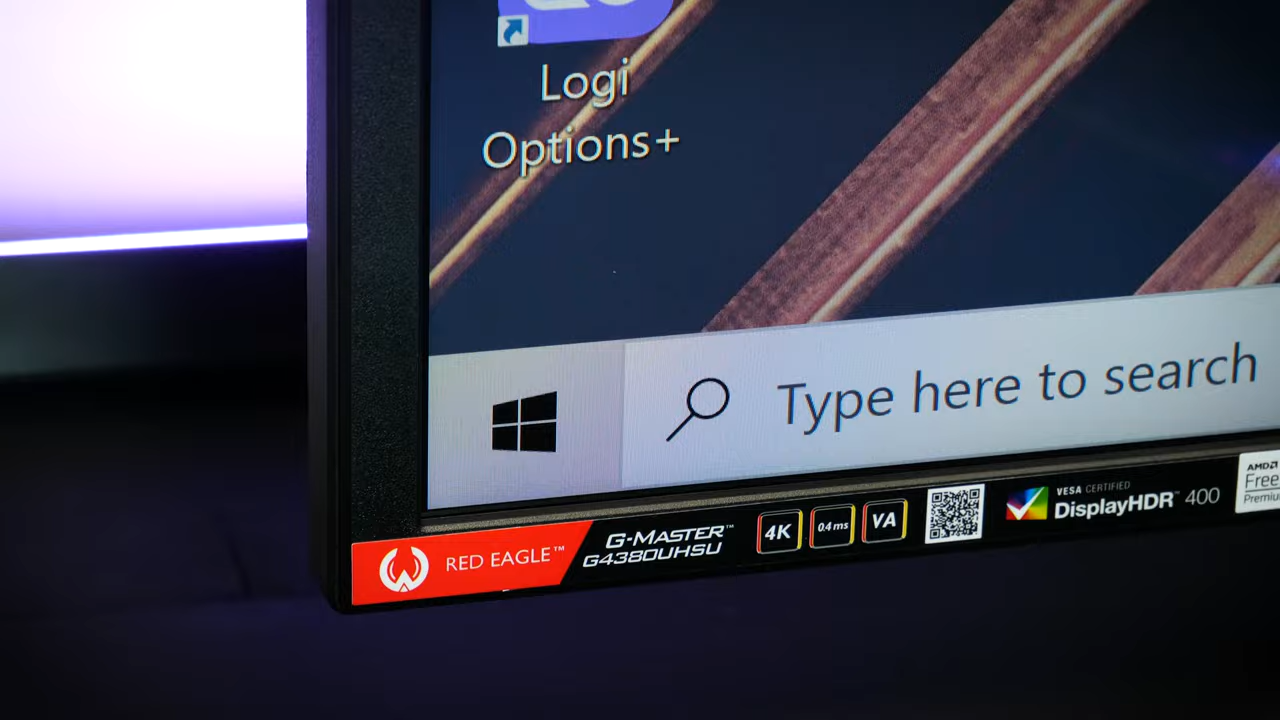 Logi
Options+
Type here to search
RED EAGLE™
G-MASTER™
G4380UHSU
4K
0.4ms
VA
VESA CERTIFIED
DisplayHDR™ 400
AMD
Free
Premium